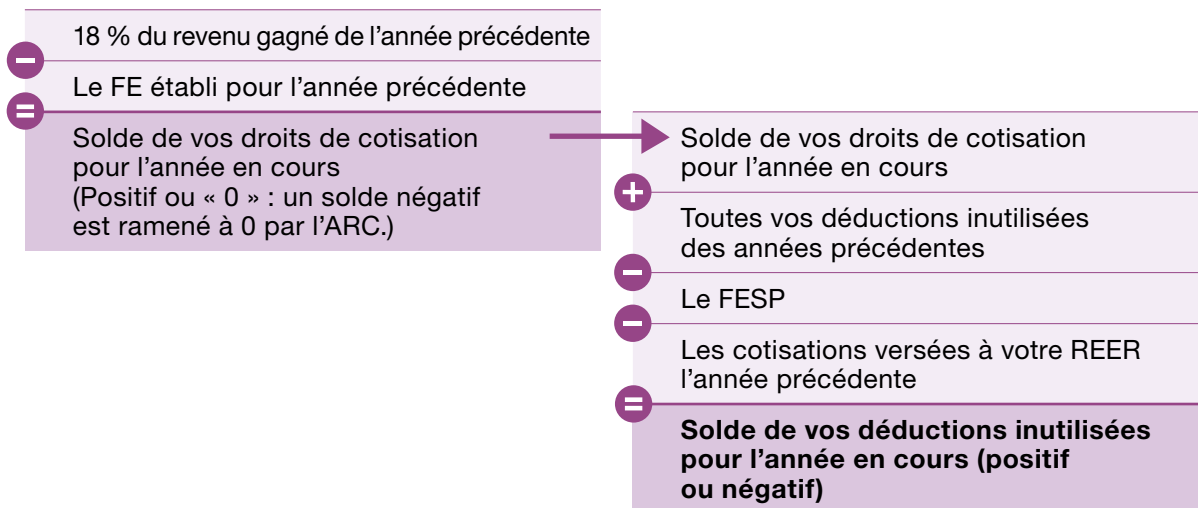 18 % du revenu gagné de l’année précédente
−
Le FE établi pour l’année précédente
=
Solde de vos droits de cotisation
pour l’année en cours
(Positif ou « 0 » : un solde négatif
est ramené à 0 par l’ARC.)
Solde de vos droits de cotisation
pour l’année en cours
+
Toutes vos déductions inutilisées
des années précédentes
−
Le FESP
−
Les cotisations versées à votre REER
l’année précédente
=
Solde de vos déductions inutilisées
pour l’année en cours (positif
ou négatif)